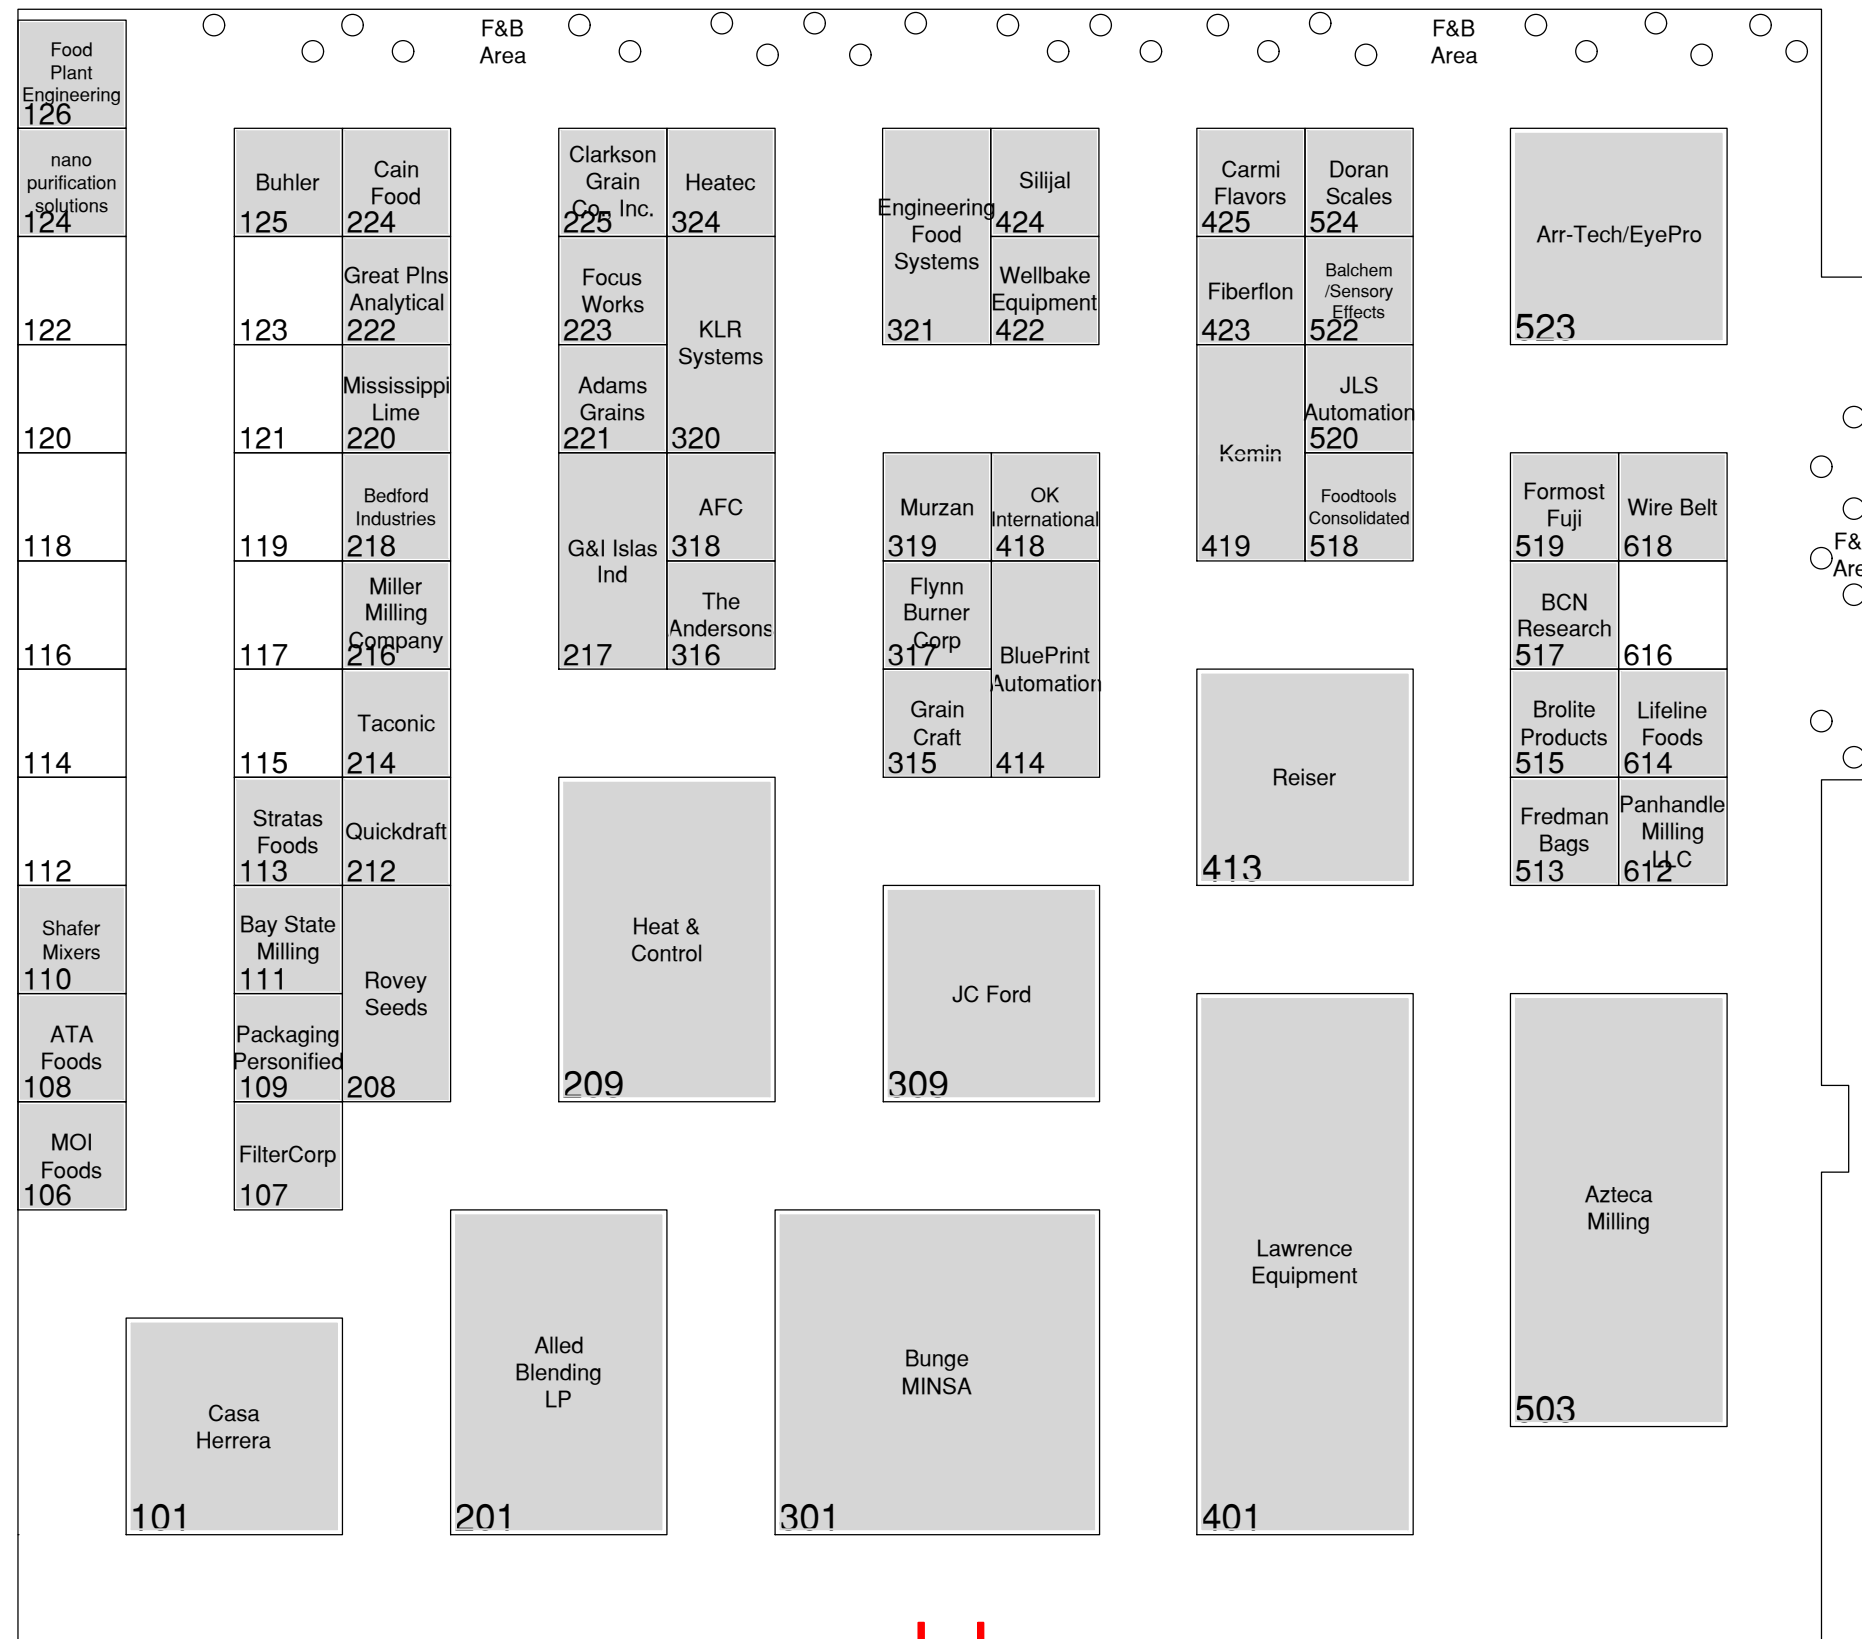 F&B
Area
F&B
Area
Food
Plant
Engineering
126
nano
purification
solutions
124
Buhler
125
Cain
Food
224
Clarkson
Grain
Co., Inc.
225
Heatec
324
Engineering
Food
Systems
321
Silijal
424
Carmi
Flavors
425
Doran
Scales
524
Arr-Tech/EyePro
523
122
123
Great Plns
Analytical
222
Focus
Works
223
KLR
Systems
320
Wellbake
Equipment
422
Fiberflon
423
Balchem
/Sensory
Effects
522
120
121
Mississippi
Lime
220
Adams
Grains
221
Kemin
419
JLS
Automation
520
118
119
Bedford
Industries
218
G&I Islas
Ind
217
AFC
318
Murzan
319
OK
International
418
Foodtools
Consolidated
518
Formost
Fuji
519
Wire Belt
618
F&
Are
116
117
Miller
Milling
Company
216
The
Andersons
316
Flynn
Burner
Corp
317
BluePrint
Automation
414
BCN
Research
517
616
114
115
Taconic
214
Grain
Craft
315
Reiser
413
Brolite
Products
515
Lifeline
Foods
614
112
Stratas
Foods
113
Quickdraft
212
Heat &
Control
209
Fredman
Bags
513
Panhandle
Milling
LLC
612
Shafer
Mixers
110
Bay State
Milling
111
Rovey
Seeds
208
JC Ford
309
ATA
Foods
108
Packaging
Personified
109
MOI
Foods
106
FilterCorp
107
Lawrence
Equipment
401
Azteca
Milling
503
Casa
Herrera
101
Alled
Blending
LP
201
Bunge
MINSA
301